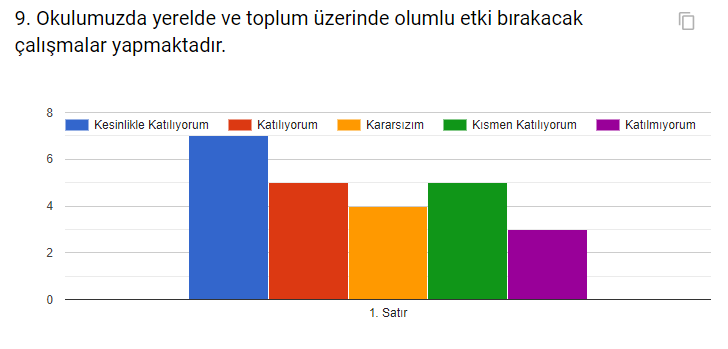 9. Okulumuzda yerelde ve toplum üzerinde olumlu etki bırakacak
çalışmalar yapmaktadır.
8
Kesinlikle Katılıyorum Katılıyorum Kararsızım Kısmen Katılıyorum Katılmıyorum
6
4
2
0
1. Satır